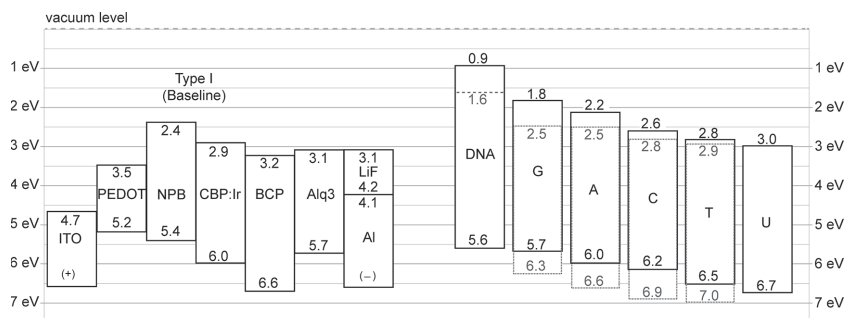 vacuum level
1 eV
2 eV
3 eV
4 eV
5 eV
6 eV
7 eV
Type I
(Baseline)
4.7
ITO
(+)
3.5
PEDOT
5.2
2.4
NPB
5.4
2.9
CBP:Ir
6.0
3.2
BCP
6.6
3.1
Alq3
5.7
3.1
LiF
4.2
4.1
Al
(−)
0.9
1.6
DNA
5.6
1.8
2.5
G
5.7
6.3
2.2
2.5
A
6.0
6.6
2.6
2.8
C
6.2
6.9
2.8
2.9
T
6.5
7.0
3.0
U
6.7
1 eV
2 eV
3 eV
4 eV
5 eV
6 eV
7 eV